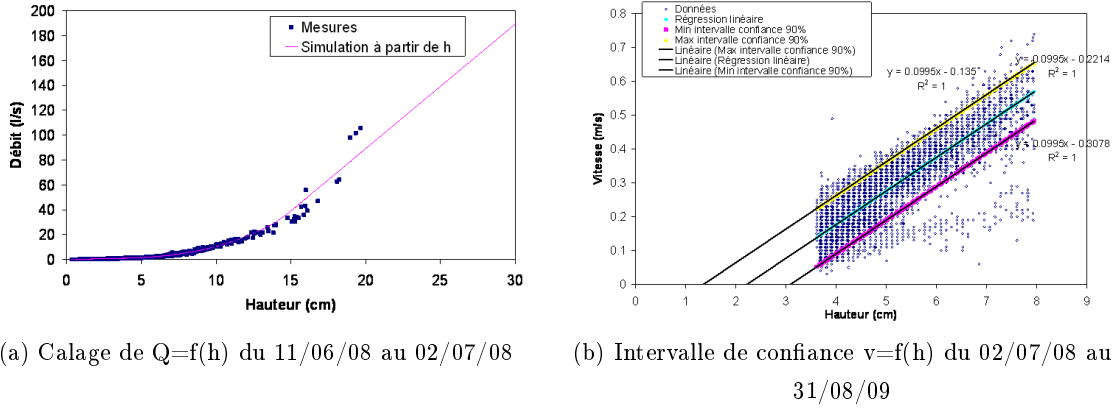 Mesures
Simulation à partir de h
Débit (l/s)
200
180
160
140
120
100
80
60
40
20
0
0 5 10 15 20 25 30
Hauteur (cm)
(a) Calage de Q=f(h) du 11/06/08 au 02/07/08
Données
Régression linéaire
Min intervalle confiance 90%
Max intervalle confiance 90%
Linéaire (Max intervalle confiance 90%)
Linéaire (Régression linéaire)
Linéaire (Min intervalle confiance 90%)
y = 0.0995x - 0.135
R² = 1
y = 0.0995x - 0.2214
R² = 1
y = 0.0995x - 0.3078
R² = 1
Vitesse (m/s)
0.8
0.7
0.6
0.5
0.4
0.3
0.2
0.1
0
0 1 2 3 4 5 6 7 8 9
Hauteur (cm)
(b) Intervalle de confiance v=f(h) du 02/07/08 au
31/08/09